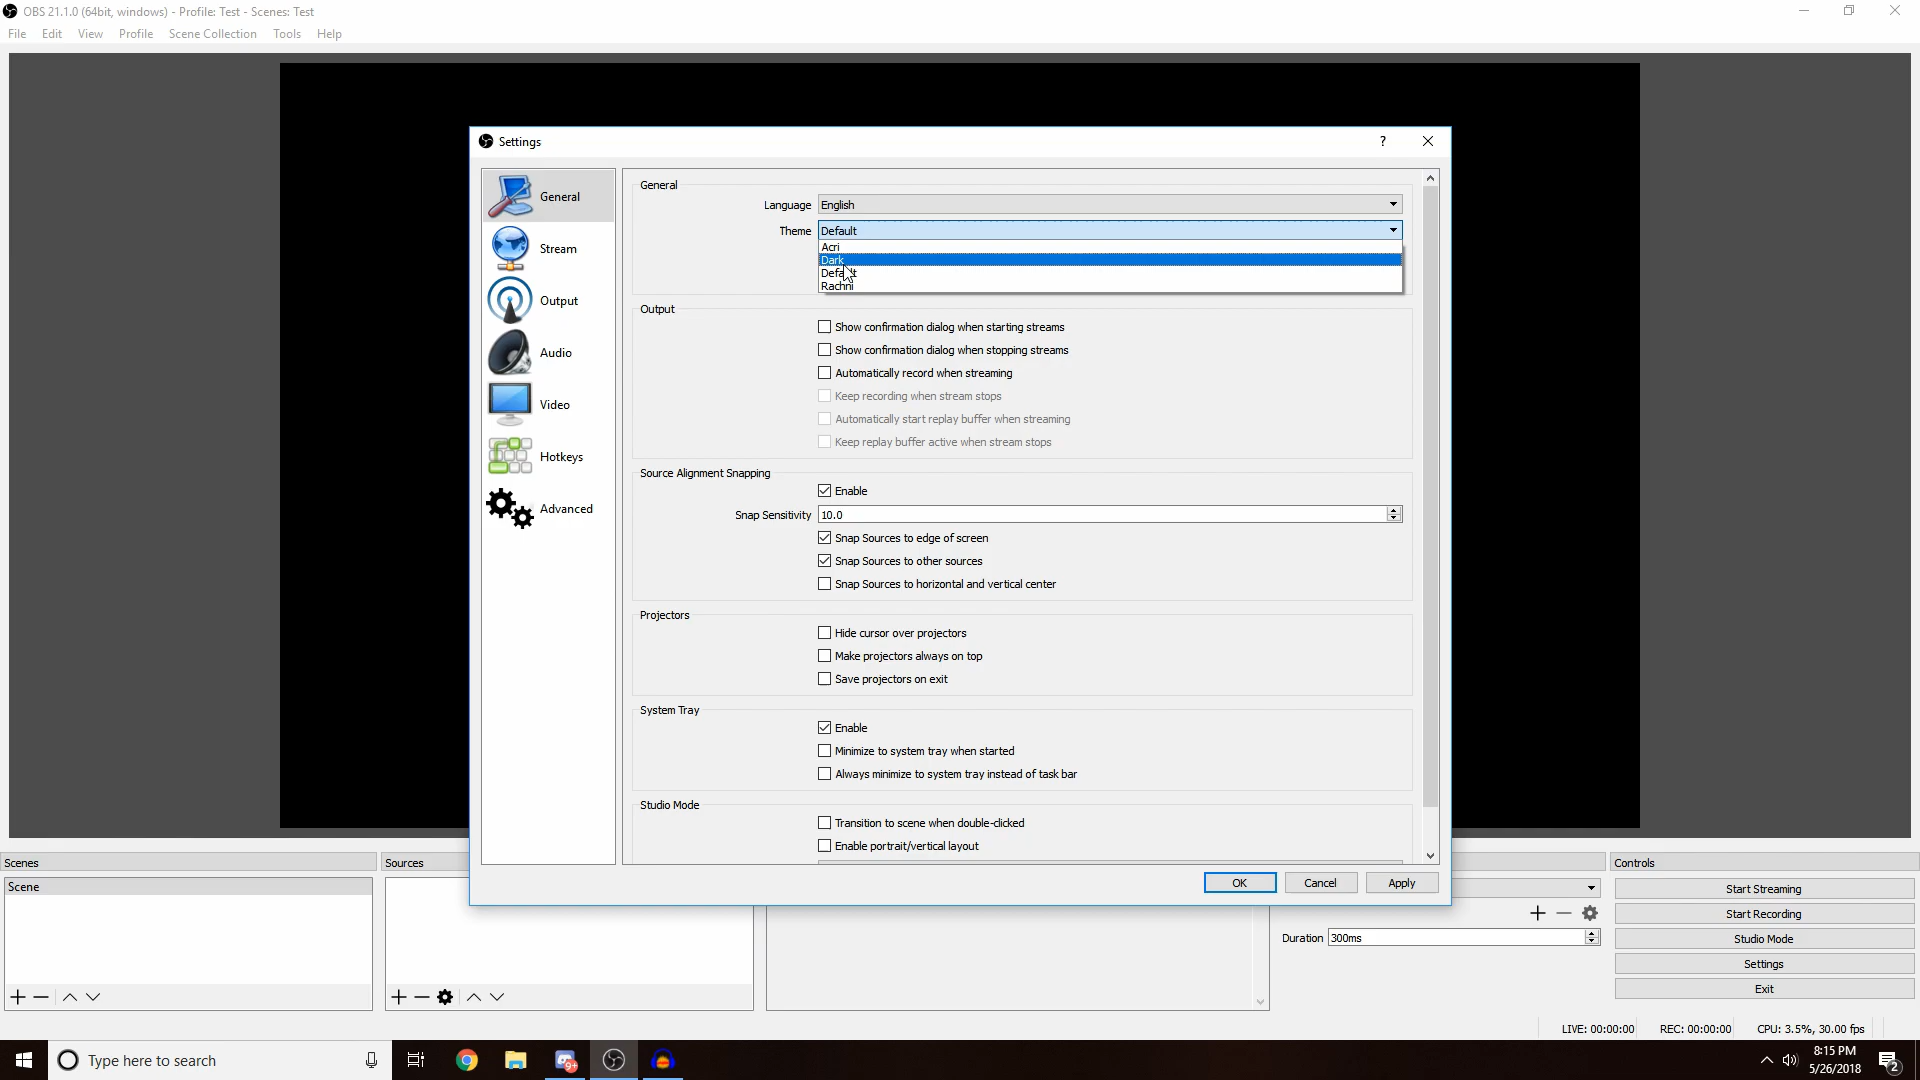 OBS 21.1.0 (64bit, windows) - Profile: Test - Scenes: Test
File Edit View Profile Scene Collection Tools Help
Settings
?
General
Stream
Output
Audio
Video
Hotkeys
Advanced
General
Language English
Theme Default
Acri
Dark
Default
Rachni
Output
Show confirmation dialog when starting streams
Show confirmation dialog when stopping streams
Automatically record when streaming
Keep recording when stream stops
Automatically start replay buffer when streaming
Keep replay buffer active when stream stops
Source Alignment Snapping
Enable
Snap Sensitivity 10.0
Snap Sources to edge of screen
Snap Sources to other sources
Snap Sources to horizontal and vertical center
Projectors
Hide cursor over projectors
Make projectors always on top
Save projectors on exit
System Tray
Enable
Minimize to system tray when started
Always minimize to system tray instead of task bar
Studio Mode
Transition to scene when double-clicked
Enable portrait/vertical layout
OK Cancel Apply
Scenes
Scene
Sources
Duration 300ms
Controls
Start Streaming
Start Recording
Studio Mode
Settings
Exit
LIVE: 00:00:00 REC: 00:00:00 CPU: 3.5%, 30.00 fps
Type here to search
9+
8:15 PM
5/26/2018
2